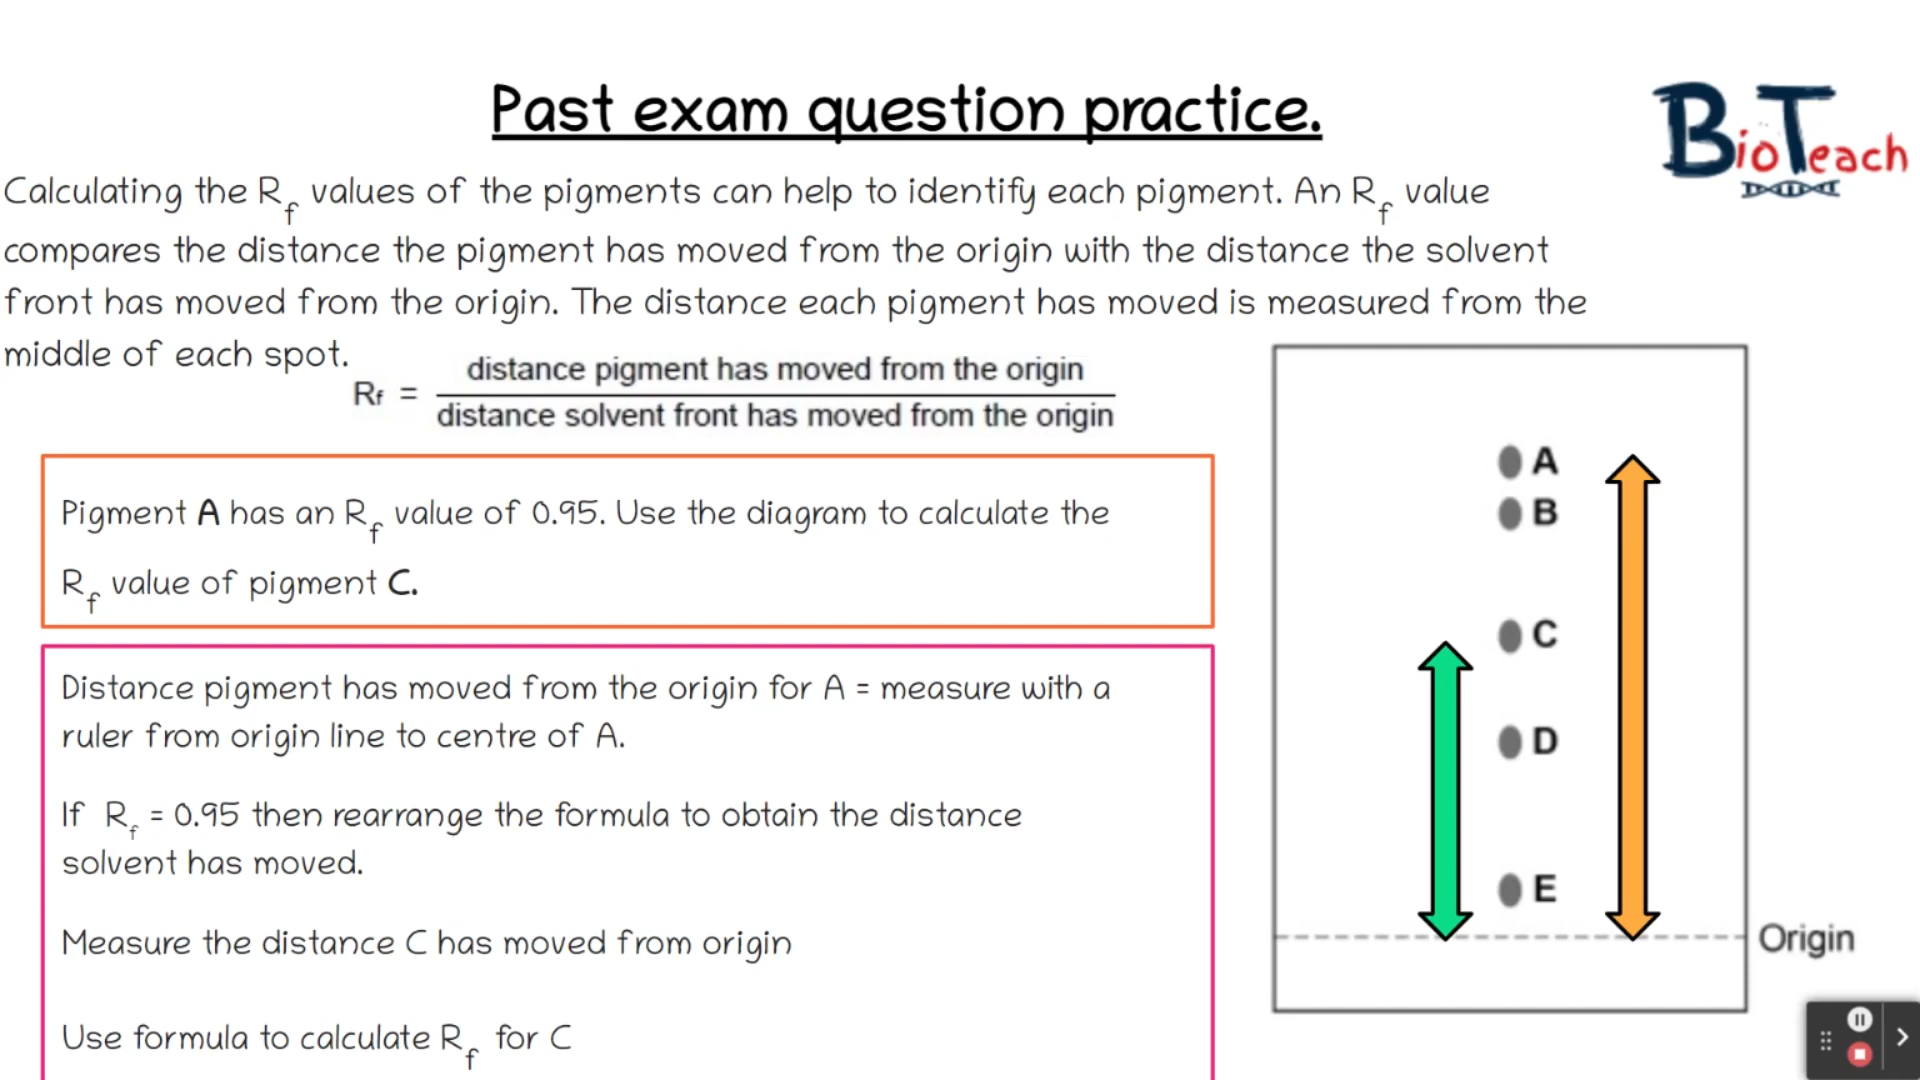 Past exam question practice.
BioTeach
Calculating the Rf values of the pigments can help to identify each pigment. An Rf value
compares the distance the pigment has moved from the origin with the distance the solvent
front has moved from the origin. The distance each pigment has moved is measured from the
middle of each spot.
Rf = distance pigment has moved from the origin
distance solvent front has moved from the origin
Pigment A has an Rf value of 0.95. Use the diagram to calculate the
Rf value of pigment C.
Distance pigment has moved from the origin for A = measure with a
ruler from origin line to centre of A.
If Rf = 0.95 then rearrange the formula to obtain the distance
solvent has moved.
Measure the distance C has moved from origin
Use formula to calculate Rf for C
A
B
C
D
E
Origin